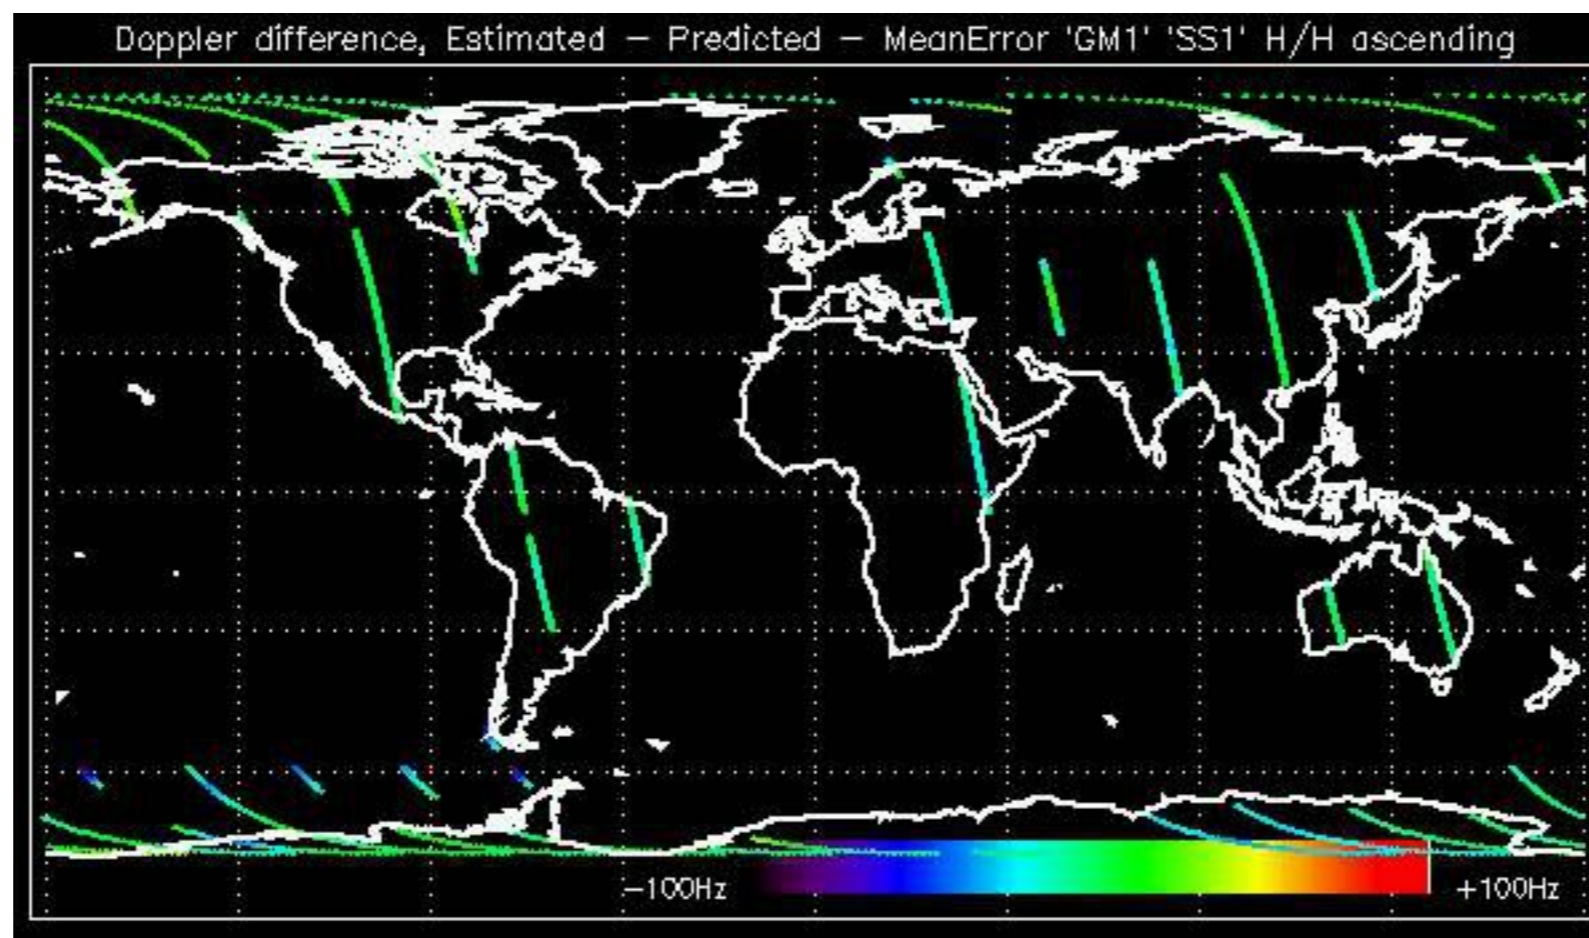 Doppler difference, Estimated – Predicted – MeanError 'GM1' 'SS1' H/H ascending
–100Hz
+100Hz